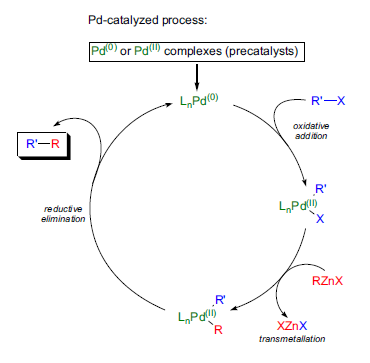 Pd-catalyzed process:
Pd(0) or Pd(II) complexes (precatalysts)
LnPd(0)
R'—X
oxidative
addition
R'—R
R'
LnPd(II)
X
reductive
elimination
RZnX
R'
LnPd(II)
R
XZnX
transmetallation